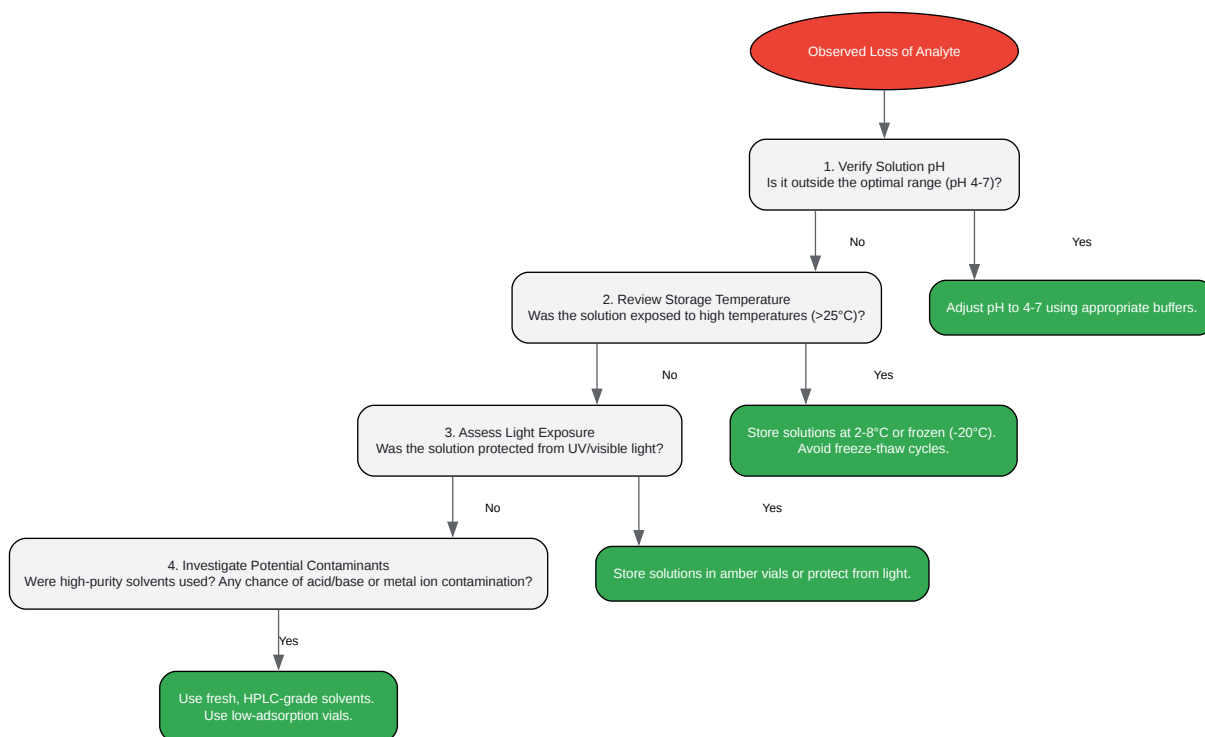 Observed Loss of Analyte
1. Verify Solution pH
Is it outside the optimal range (pH 4-7)?
No
Yes
2. Review Storage Temperature
Was the solution exposed to high temperatures (>25°C)?
Adjust pH to 4-7 using appropriate buffers.
No
Yes
3. Assess Light Exposure
Was the solution protected from UV/visible light?
Store solutions at 2-8°C or frozen (-20°C).
Avoid freeze-thaw cycles.
No
Yes
4. Investigate Potential Contaminants
Were high-purity solvents used? Any chance of acid/base or metal ion contamination?
Store solutions in amber vials or protect from light.
Yes
Use fresh, HPLC-grade solvents.
Use low-adsorption vials.